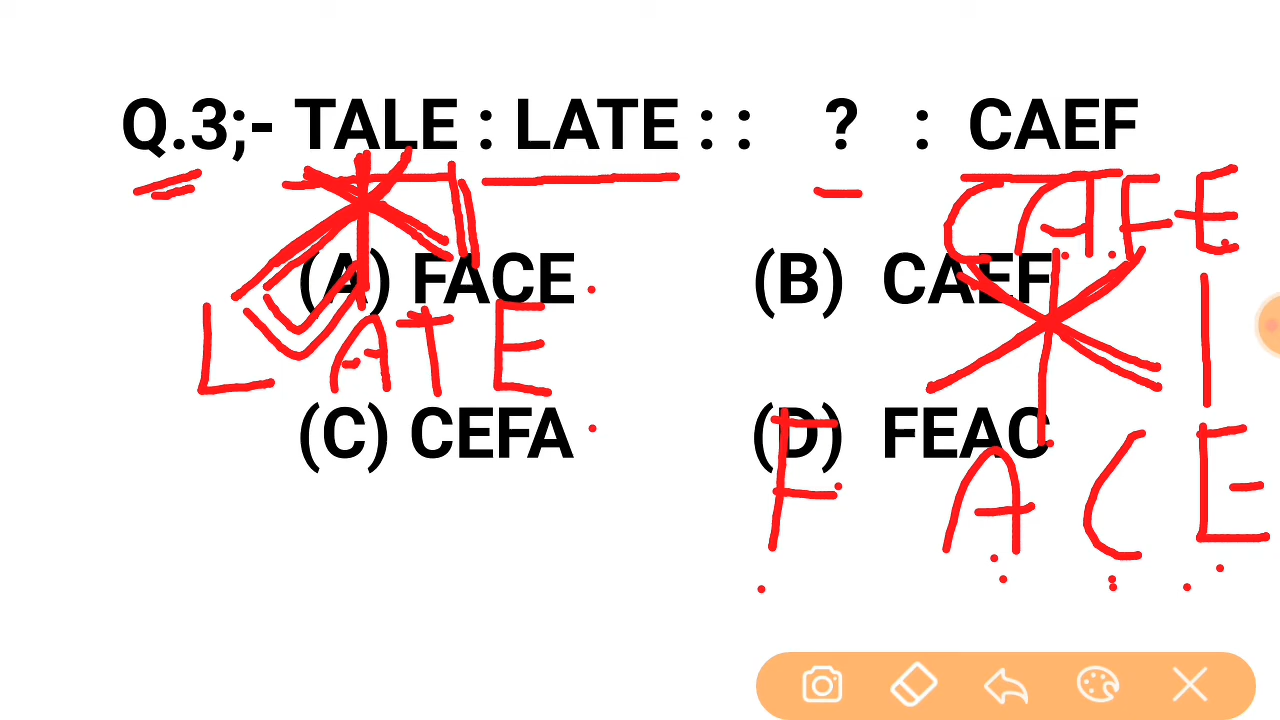 Q.3;- TALE : LATE : : ? : CAEF
CAFE
(A) FACE (B) CAEF
LATE
(C) CEFA (D) FEAC
FACE